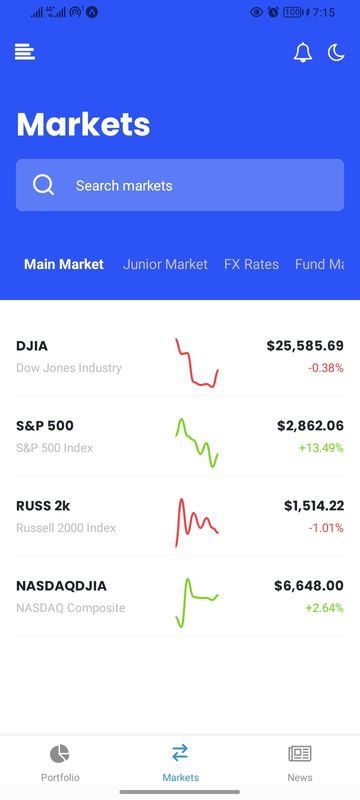 4G 100 7:15
Markets
Search markets
Main Market Junior Market FX Rates Fund Ma
DJIA $25,585.69
Dow Jones Industry -0.38%
S&P 500 $2,862.06
S&P 500 Index +13.49%
RUSS 2k $1,514.22
Russell 2000 Index -1.01%
NASDAQDJIA $6,648.00
NASDAQ Composite +2.64%
Portfolio Markets News